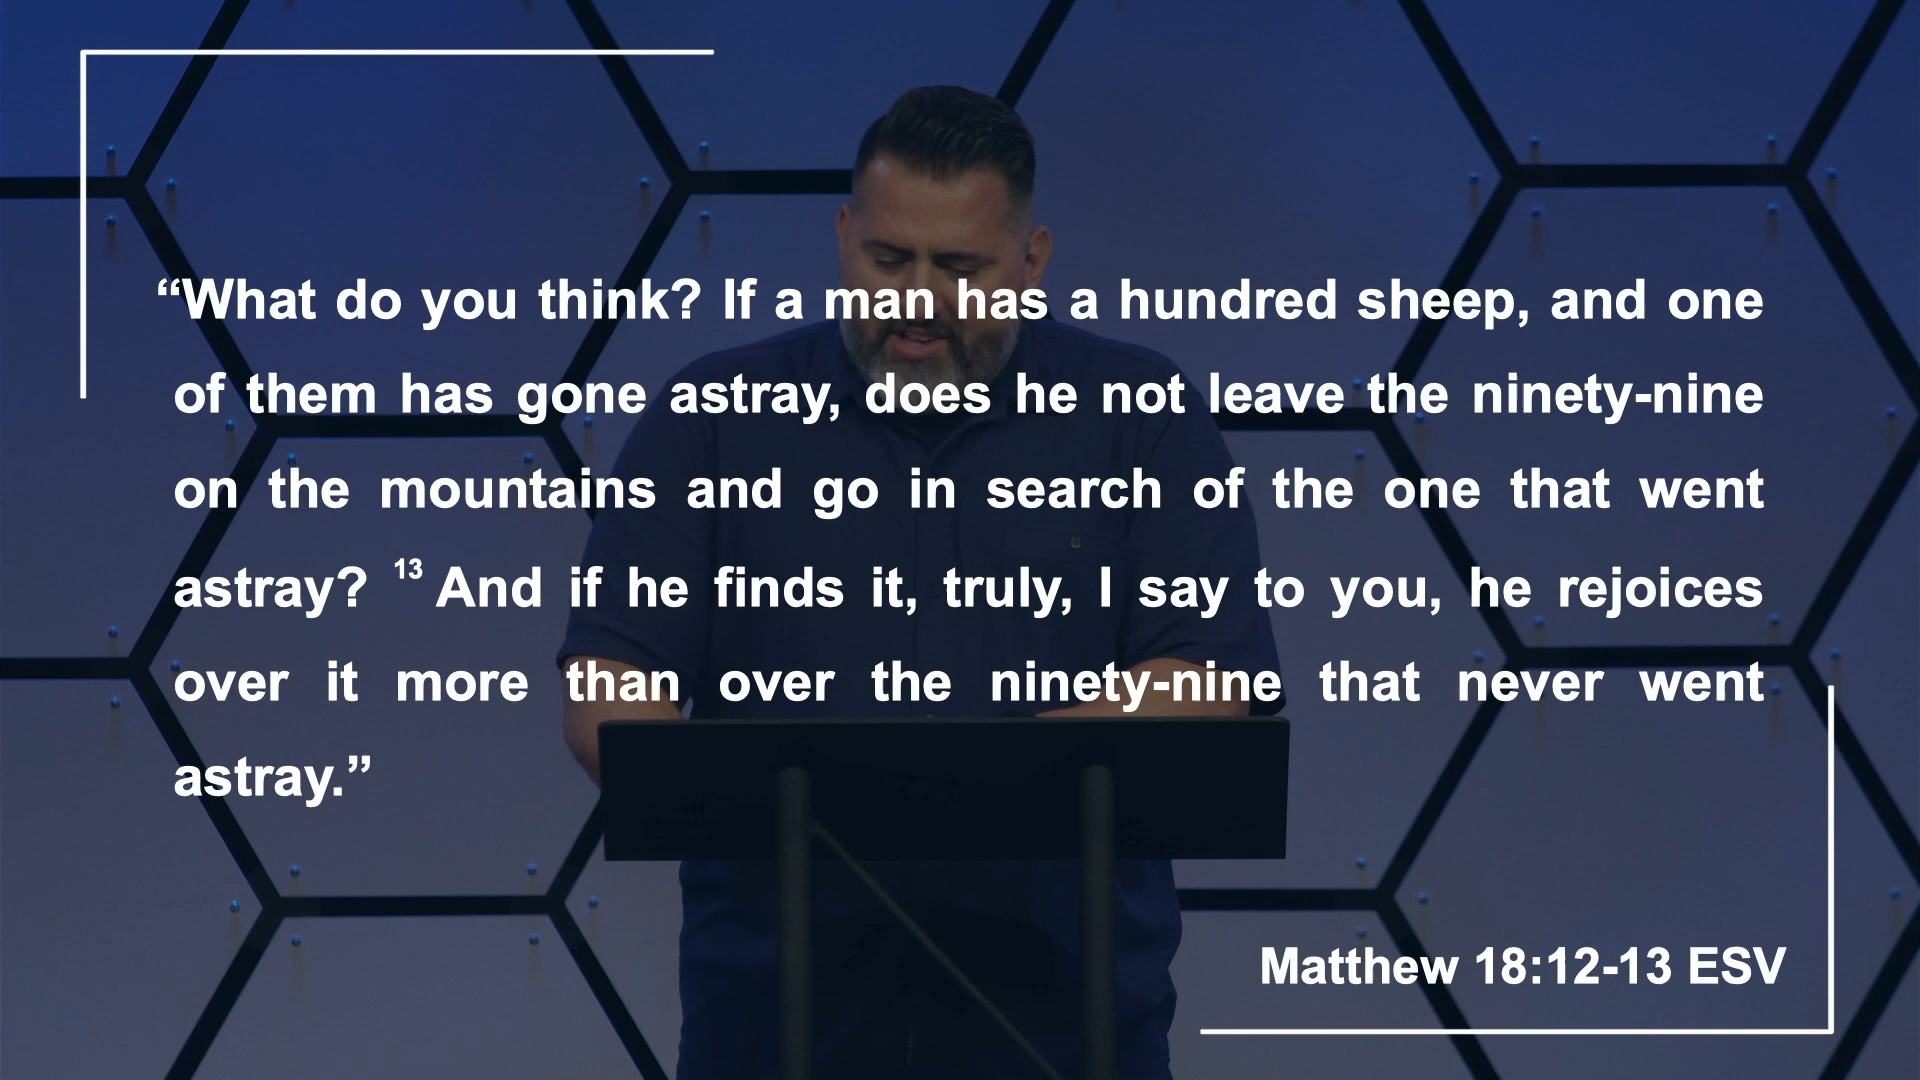 “What do you think? If a man has a hundred sheep, and one
of them has gone astray, does he not leave the ninety-nine
on the mountains and go in search of the one that went
astray? 13 And if he finds it, truly, I say to you, he rejoices
over it more than over the ninety-nine that never went
astray.”
Matthew 18:12-13 ESV